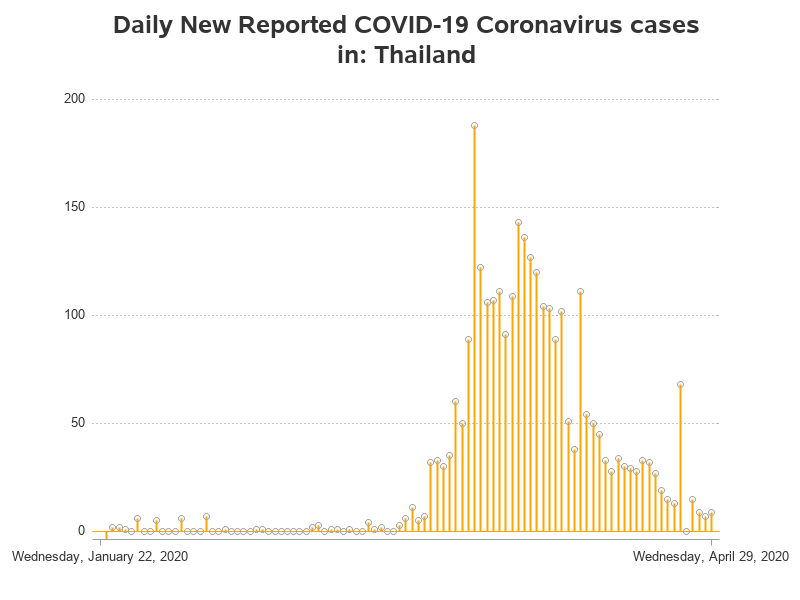 Daily New Reported COVID-19 Coronavirus cases
in: Thailand
200
150
100
50
0
Wednesday, January 22, 2020
Wednesday, April 29, 2020